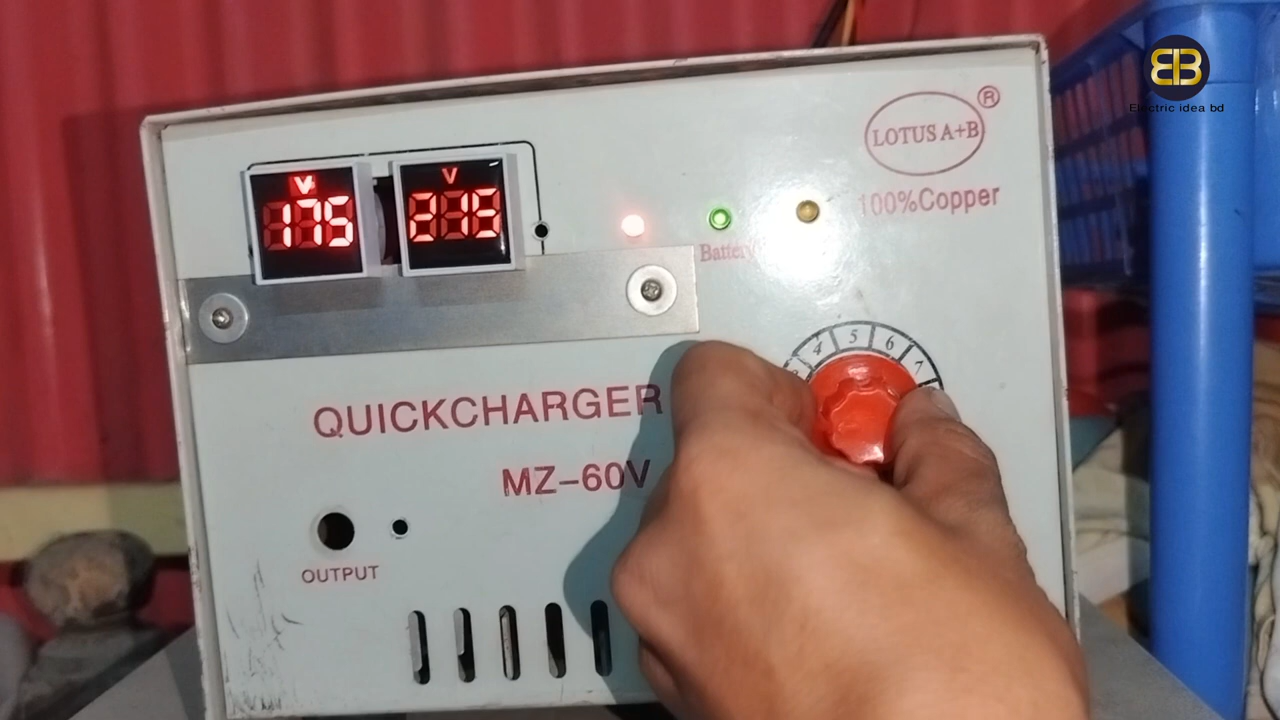 Electric idea bd
LOTUS A+B
®
100%Copper
V
175
V
Battery
4 5 6 7
QUICKCHARGER
MZ-60V
OUTPUT